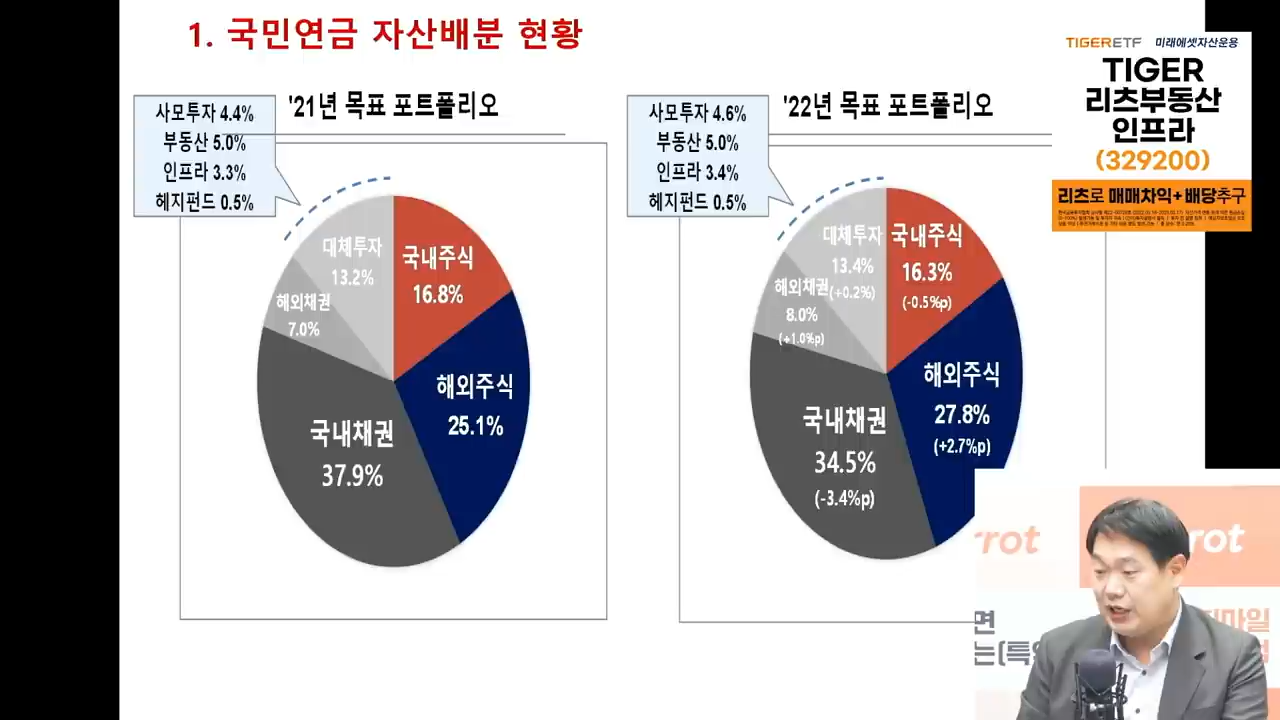 1. 국민연금 자산배분 현황
'21년 목표 포트폴리오
사모투자 4.4%
부동산 5.0%
인프라 3.3%
헤지펀드 0.5%
대체투자
13.2%
국내주식
16.8%
해외채권
7.0%
해외주식
25.1%
국내채권
37.9%
'22년 목표 포트폴리오
사모투자 4.6%
부동산 5.0%
인프라 3.4%
헤지펀드 0.5%
대체투자
13.4%
(+0.2%)
국내주식
16.3%
(-0.5%p)
해외채권
8.0%
(+1.0%p)
해외주식
27.8%
(+2.7%p)
국내채권
34.5%
(-3.4%p)
TIGERETF 미래에셋자산운용
TIGER
리츠부동산
인프라
(329200)
리츠로 매매차익+배당추구
rrot
rot
면
마일
는(특